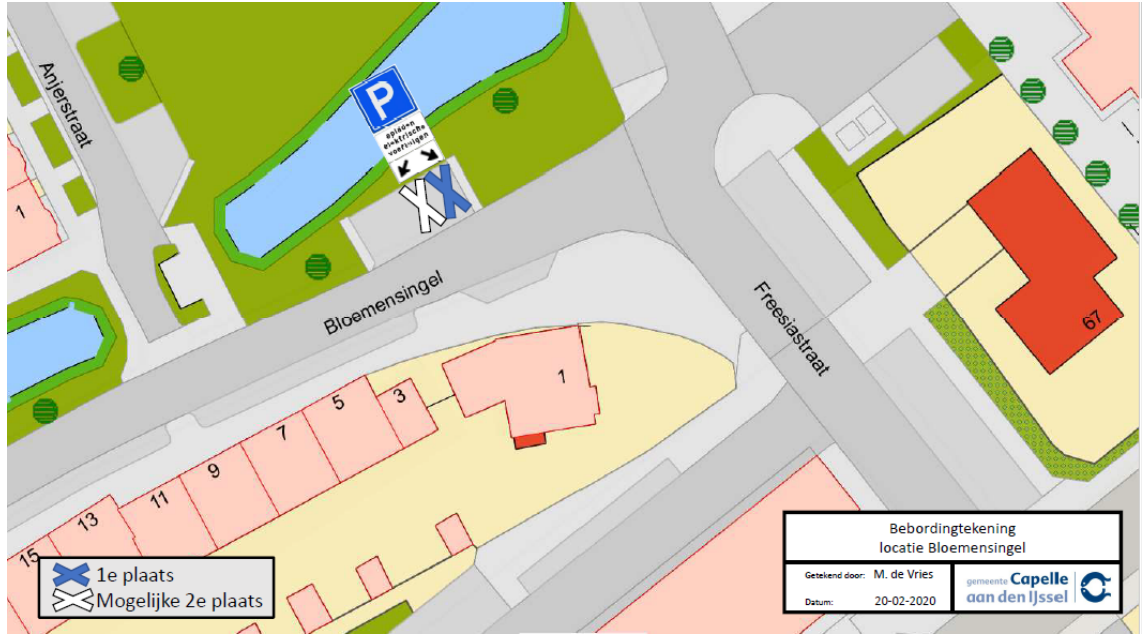 Anjerstraat
1
P
opladen
elektrische
voertuigen
Bloemensingel
Freesiastraat
67
1
3
5
7
9
11
13
15
1e plaats
Mogelijke 2e plaats
Bebordingtekening
locatie Bloemensingel
Getekend door: M. de Vries
Datum: 20-02-2020
gemeente Capelle
aan den IJssel